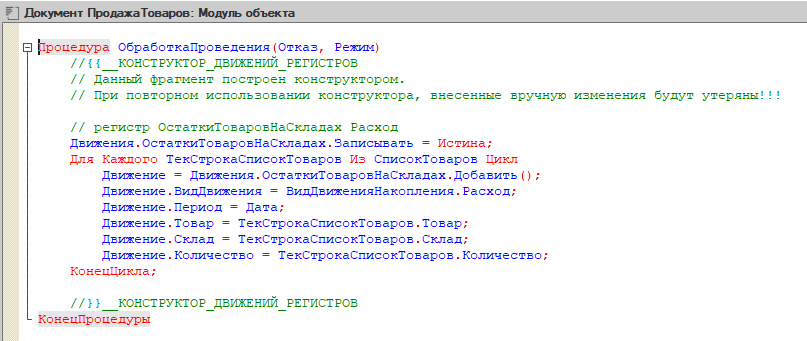 Документ ПродажаТоваров: Модуль объекта
Процедура ОбработкаПроведения(Отказ, Режим)
//{{__КОНСТРУКТОР_ДВИЖЕНИЙ_РЕГИСТРОВ
// Данный фрагмент построен конструктором.
// При повторном использовании конструктора, внесенные вручную изменения будут утеряны!!!
// регистр ОстаткиТоваровНаСкладах Расход
Движения.ОстаткиТоваровНаСкладах.Записывать = Истина;
Для Каждого ТекСтрокаСписокТоваров Из СписокТоваров Цикл
Движение = Движения.ОстаткиТоваровНаСкладах.Добавить();
Движение.ВидДвижения = ВидДвиженияНакопления.Расход;
Движение.Период = Дата;
Движение.Товар = ТекСтрокаСписокТоваров.Товар;
Движение.Склад = ТекСтрокаСписокТоваров.Склад;
Движение.Количество = ТекСтрокаСписокТоваров.Количество;
КонецЦикла;
//}}__КОНСТРУКТОР_ДВИЖЕНИЙ_РЕГИСТРОВ
КонецПроцедуры